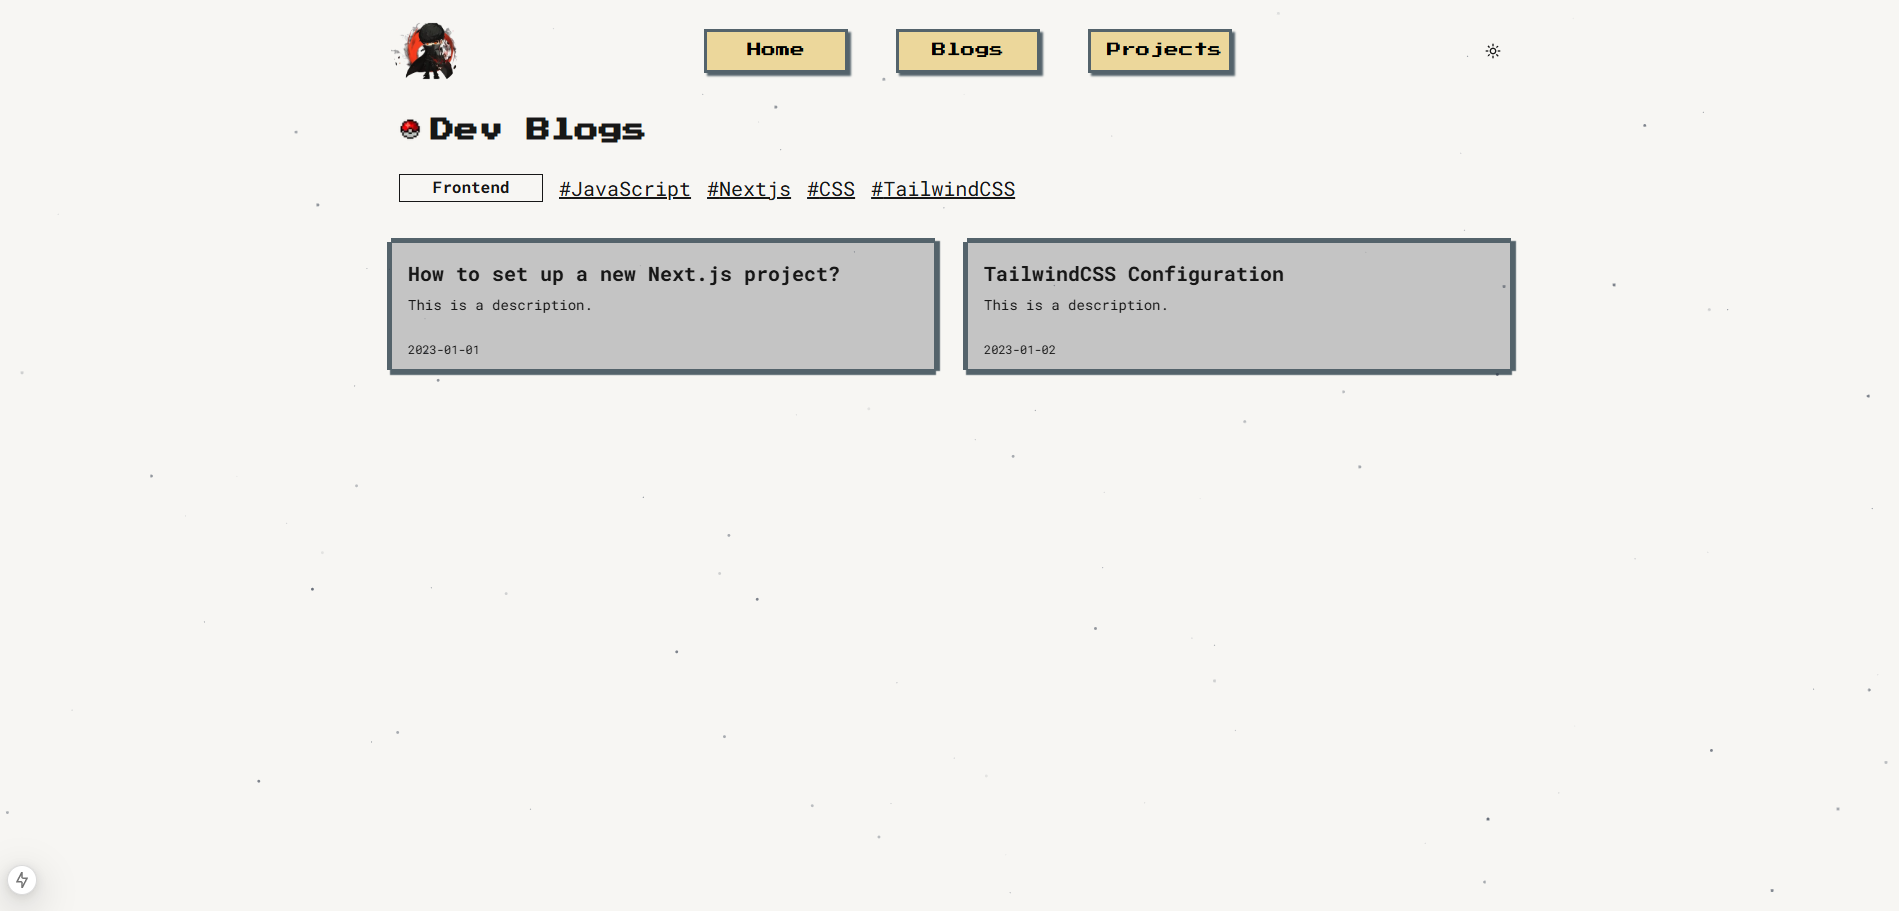 Home Blogs Projects
Dev Blogs
Frontend #JavaScript #Nextjs #CSS #TailwindCSS
How to set up a new Next.js project?
This is a description.
2023-01-01
TailwindCSS Configuration
This is a description.
2023-01-02